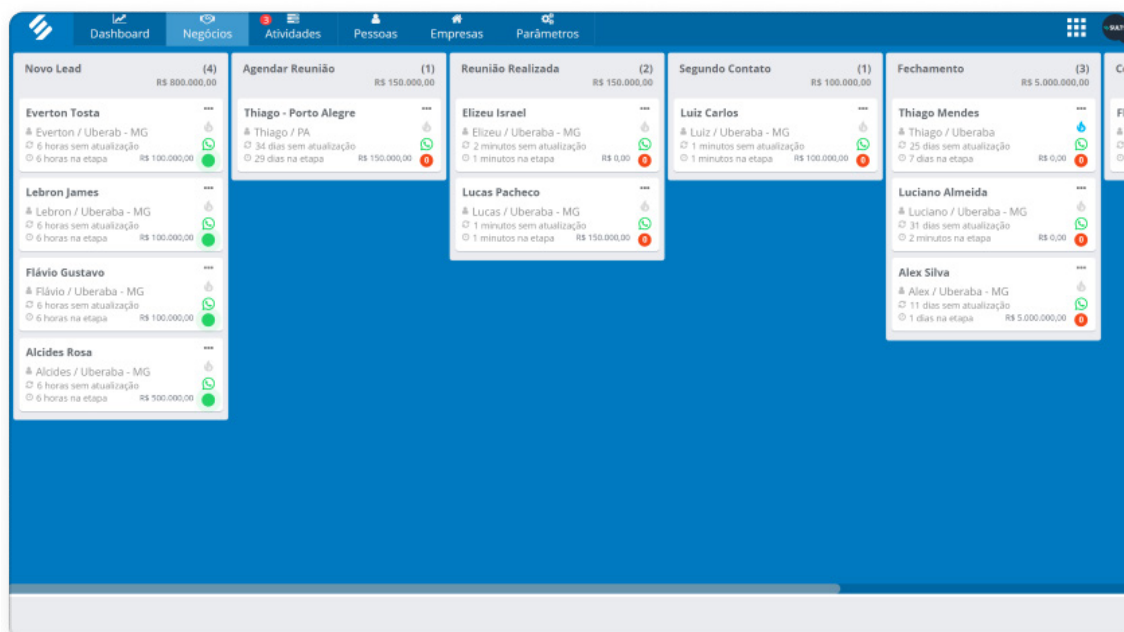 Dashboard
Negócios
3
Atividades
Pessoas
Empresas
Parâmetros
Novo Lead (4)
R$ 800.000,00
Everton Tosta
Everton / Uberab - MG
6 horas sem atualização
6 horas na etapa R$ 100.000,00
Lebron James
Lebron / Uberaba - MG
6 horas sem atualização
6 horas na etapa R$ 100.000,00
Flávio Gustavo
Flávio / Uberaba - MG
6 horas sem atualização
6 horas na etapa R$ 100.000,00
Alcides Rosa
Alcides / Uberaba - MG
6 horas sem atualização
6 horas na etapa R$ 500.000,00
Agendar Reunião (1)
R$ 150.000,00
Thiago - Porto Alegre
Thiago / PA
34 dias sem atualização
29 dias na etapa R$ 150.000,00 0
Reunião Realizada (2)
R$ 150.000,00
Elizeu Israel
Elizeu / Uberaba - MG
2 minutos sem atualização
1 minutos na etapa R$ 0,00 0
Lucas Pacheco
Lucas / Uberaba - MG
1 minutos sem atualização
1 minutos na etapa R$ 150.000,00 0
Segundo Contato (1)
R$ 100.000,00
Luiz Carlos
Luiz / Uberaba - MG
1 minutos sem atualização
1 minutos na etapa R$ 100.000,00 0
Fechamento (3)
R$ 5.000.000,00
Thiago Mendes
Thiago / Uberaba
25 dias sem atualização
7 dias na etapa R$ 0,00 0
Luciano Almeida
Luciano / Uberaba - MG
31 dias sem atualização
2 minutos na etapa R$ 0,00 0
Alex Silva
Alex / Uberaba - MG
11 dias sem atualização
1 dias na etapa R$ 5.000.000,00 0